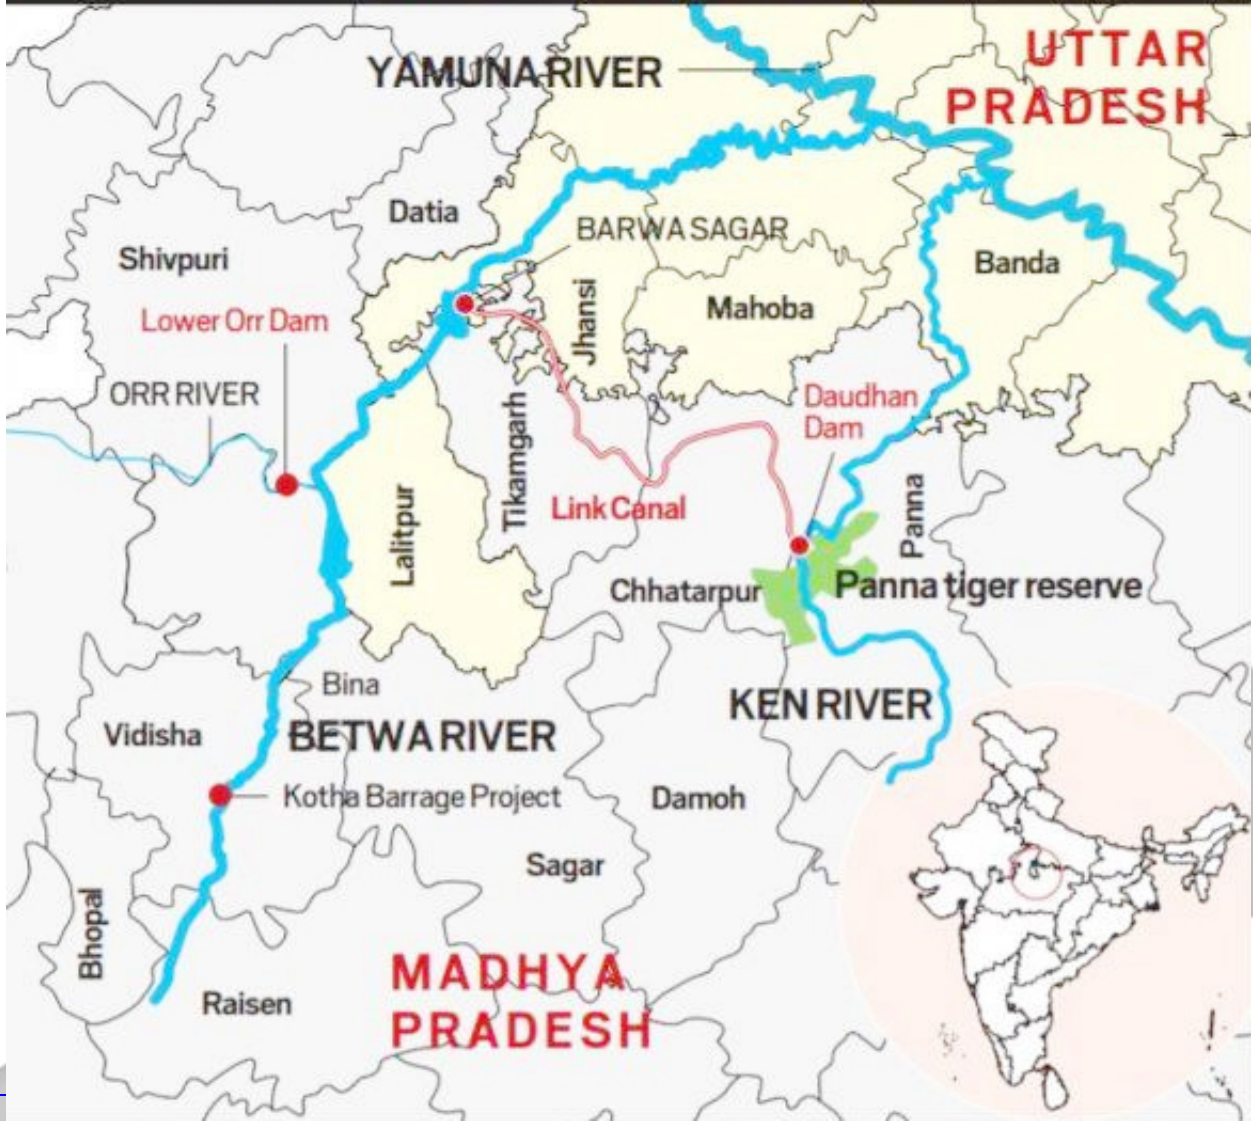 UTTAR
PRADESH
YAMUNA RIVER
Datia
BARWA SAGAR
Shivpuri
Banda
Jhansi
Mahoba
Lower Orr Dam
ORR RIVER
Daudhan
Dam
Tikamgarh
Link Canal
Lalitpur
Panna
Chhatarpur
Panna tiger reserve
Bina
KEN RIVER
Vidisha
BETWA RIVER
Kotha Barrage Project
Damoh
Sagar
Bhopal
MADHYA
PRADESH
Raisen